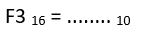 F3 16 = ........ 10